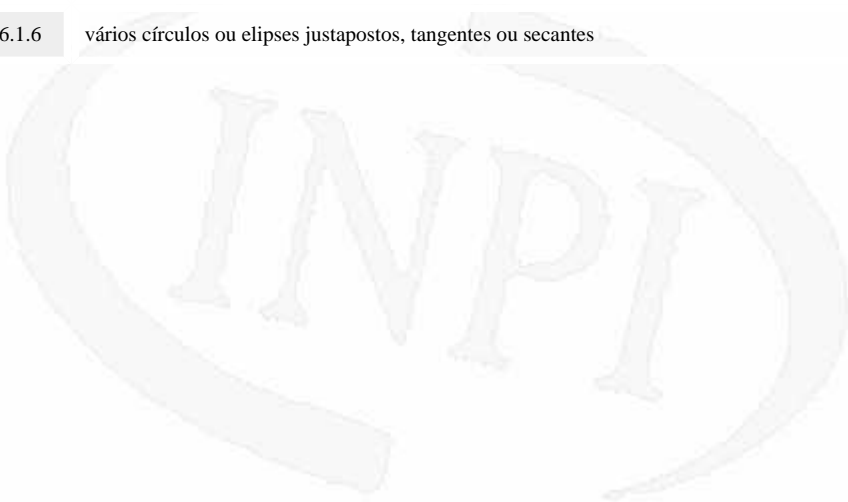 6.1.6 vários círculos ou elipses justapostos, tangentes ou secantes
INPI